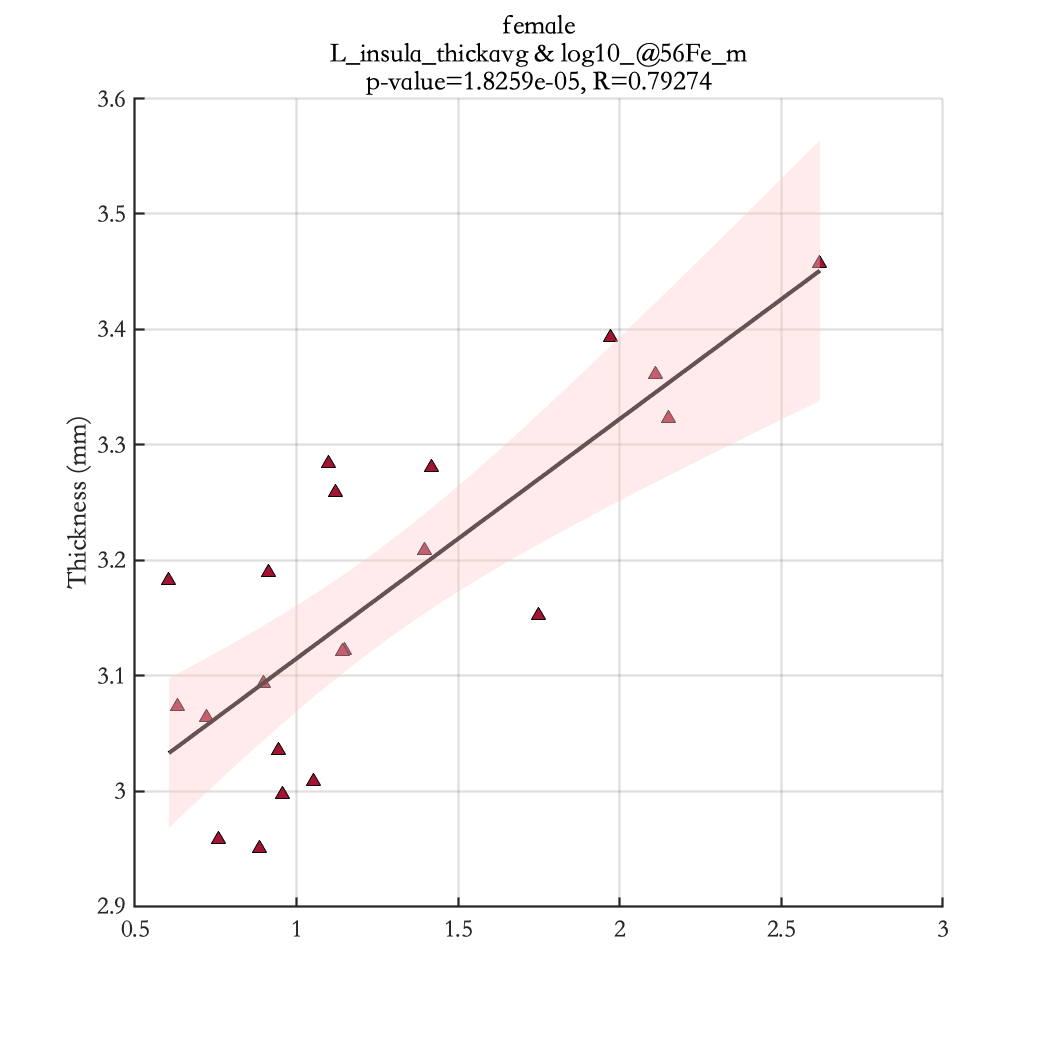 female
L_insula_thickavg & log10_@56Fe_m
p-value=1.8259e-05, R=0.79274
3.6
3.5
3.4
3.3
3.2
3.1
3
2.9
Thickness (mm)
0.5 1 1.5 2 2.5 3